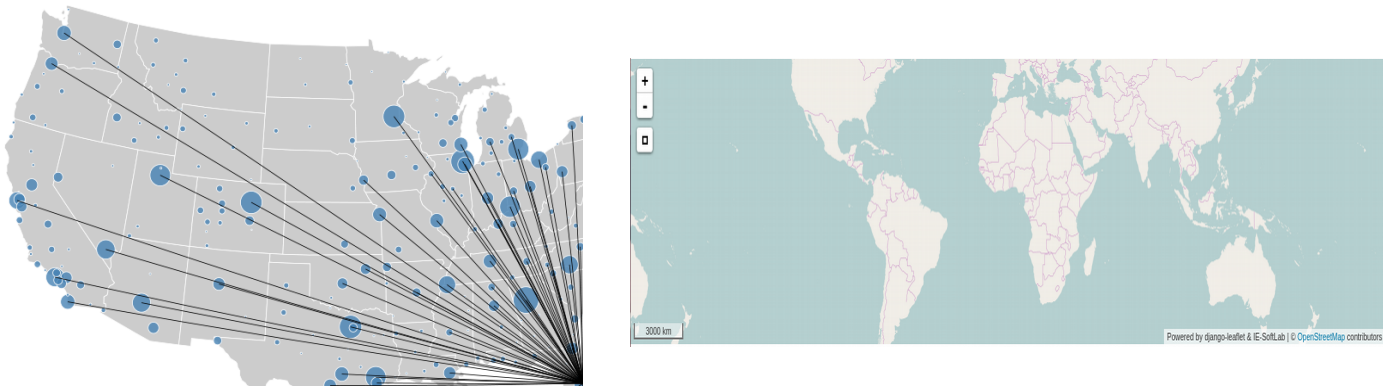 +
-
3000 km
Powered by django-leaflet & IE-SoftLab | © OpenStreetMap contributors